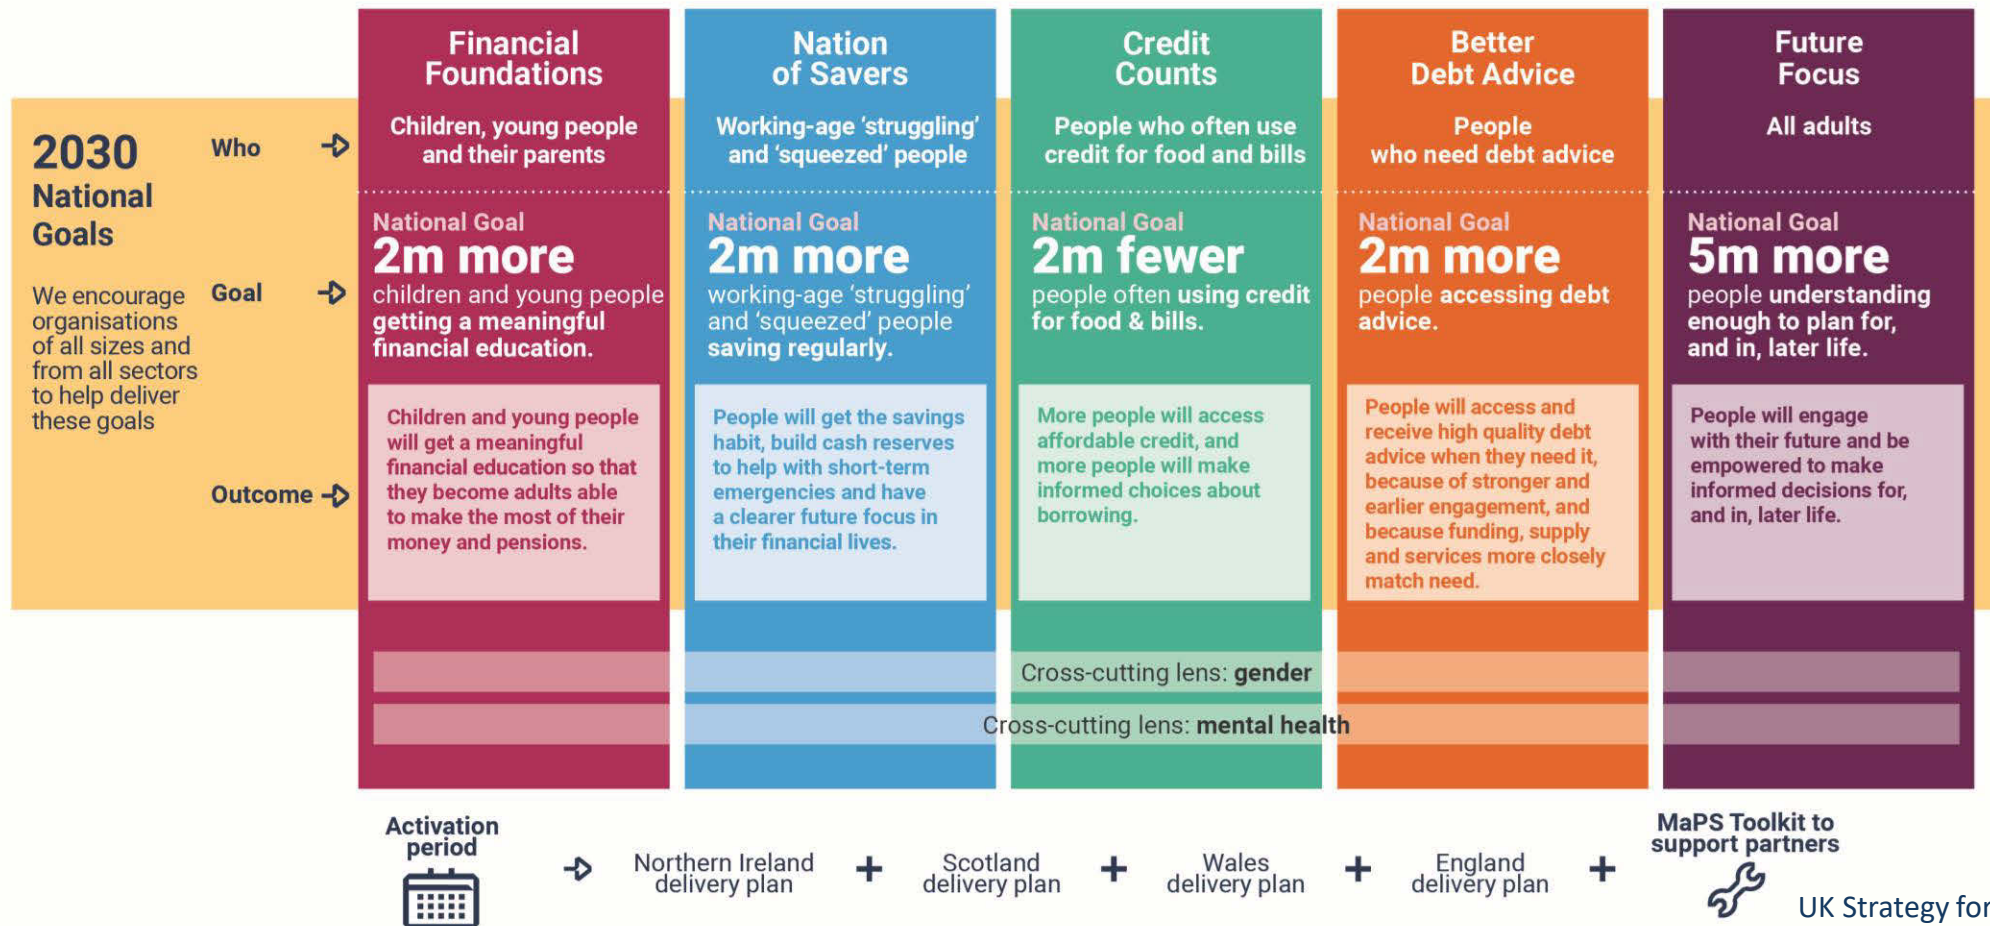 2030
National
Goals
We encourage
organisations
of all sizes and
from all sectors
to help deliver
these goals
Who
Goal
Outcome
Financial
Foundations
Children, young people
and their parents
National Goal
2m more
children and young people
getting a meaningful
financial education.
Children and young people
will get a meaningful
financial education so that
they become adults able
to make the most of their
money and pensions.
Nation
of Savers
Working-age ‘struggling’
and ‘squeezed’ people
National Goal
2m more
working-age ‘struggling’
and ‘squeezed’ people
saving regularly.
People will get the savings
habit, build cash reserves
to help with short-term
emergencies and have
a clearer future focus in
their financial lives.
Credit
Counts
People who often use
credit for food and bills
National Goal
2m fewer
people often using credit
for food & bills.
More people will access
affordable credit, and
more people will make
informed choices about
borrowing.
Better
Debt Advice
People
who need debt advice
National Goal
2m more
people accessing debt
advice.
People will access and
receive high quality debt
advice when they need it,
because of stronger and
earlier engagement, and
because funding, supply
and services more closely
match need.
Future
Focus
All adults
National Goal
5m more
people understanding
enough to plan for,
and in, later life.
People will engage
with their future and be
empowered to make
informed decisions for,
and in, later life.
Cross-cutting lens: gender
Cross-cutting lens: mental health
Activation
period
Northern Ireland
delivery plan
+
Scotland
delivery plan
+
Wales
delivery plan
+
England
delivery plan
+
MaPS Toolkit to
support partners
UK Strategy for